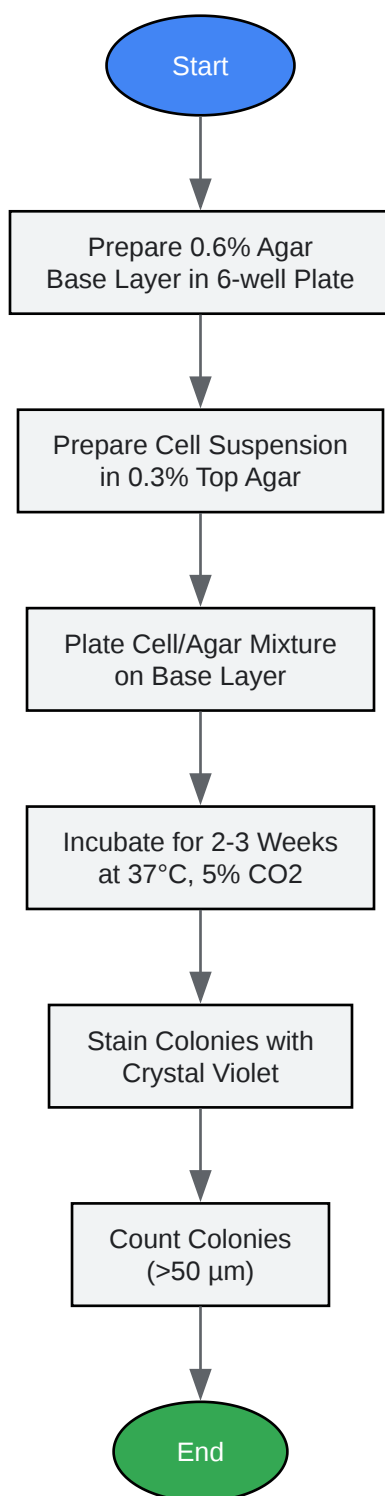 Start
Prepare 0.6% Agar
Base Layer in 6-well Plate
Prepare Cell Suspension
in 0.3% Top Agar
Plate Cell/Agar Mixture
on Base Layer
Incubate for 2-3 Weeks
at 37°C, 5% CO2
Stain Colonies with
Crystal Violet
Count Colonies
(>50 µm)
End